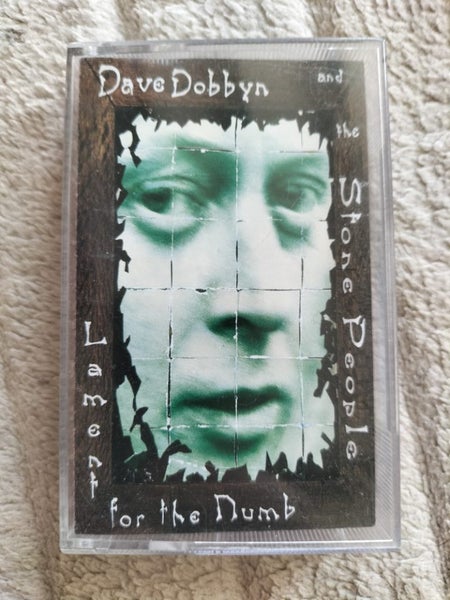 Dave Dobbyn
and
the
Stone People
Lament
for the Numb